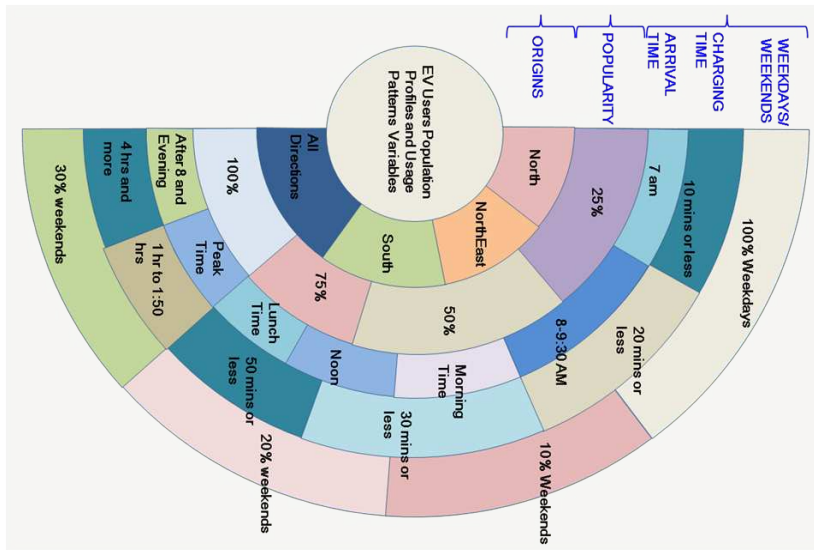 WEEKDAYS/
WEEKENDS
CHARGING
TIME
ARRIVAL
TIME
POPULARITY
ORIGINS
EV Users Population
Profiles and Usage
Patterns Variables
North
NorthEast
South
All
Directions
25%
50%
75%
100%
7 am
8-9:30 AM
Morning
Time
Noon
Lunch
Time
Peak
Time
After 8 and
Evening
10 mins or less
20 mins or
less
30 mins or
less
50 mins or
less
1 hr to 1:50
hrs
4 hrs and
more
100% Weekdays
10% Weekends
20% weekends
30% weekends